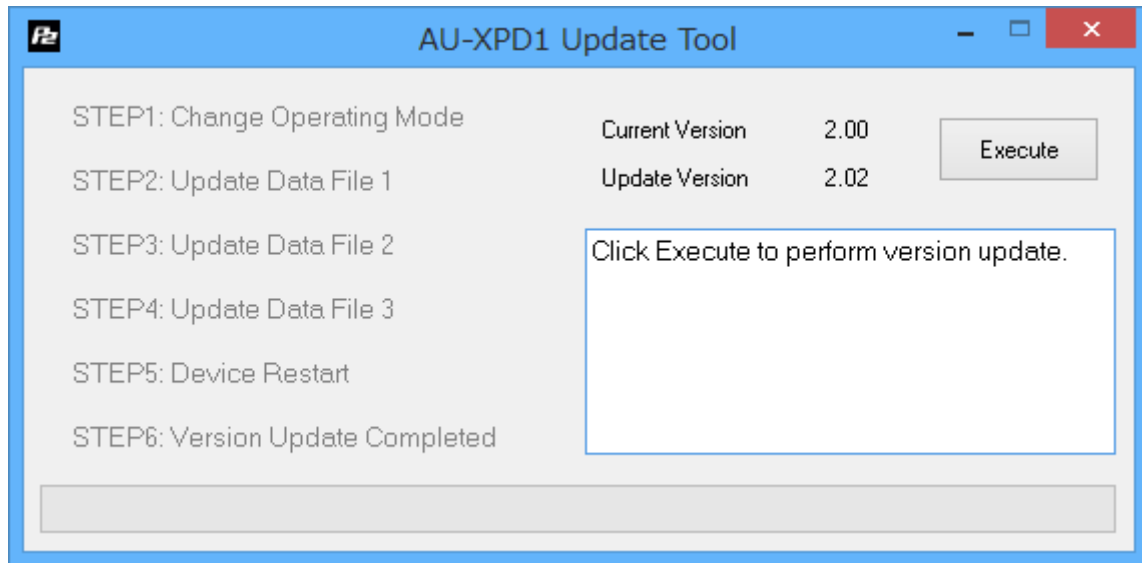 P2
AU-XPD1 Update Tool
STEP1: Change Operating Mode
STEP2: Update Data File 1
STEP3: Update Data File 2
STEP4: Update Data File 3
STEP5: Device Restart
STEP6: Version Update Completed
Current Version 2.00
Update Version 2.02
Execute
Click Execute to perform version update.